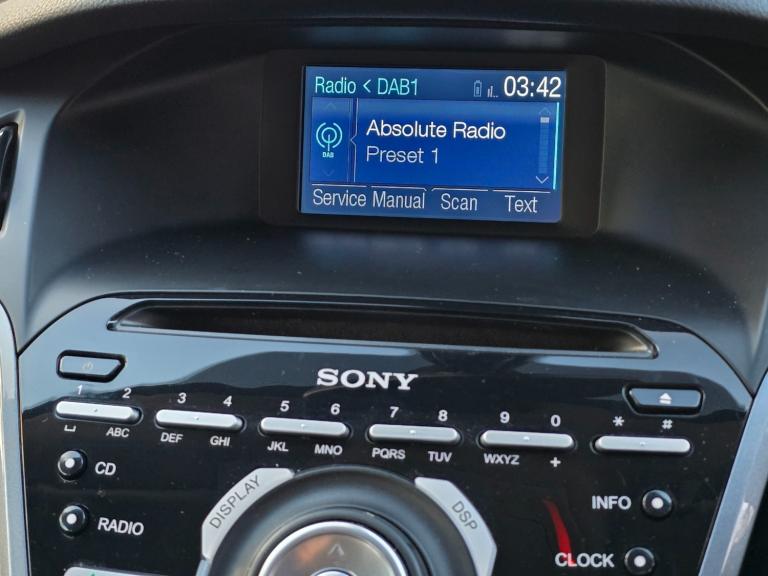 Radio < DAB1 03:42
DAB
Absolute Radio
Preset 1
Service Manual Scan Text
SONY
1 2 3 4 5 6 7 8 9 0 * #
ABC DEF GHI JKL MNO PQRS TUV WXYZ +
CD
RADIO
DISPLAY
DSP
INFO
CLOCK